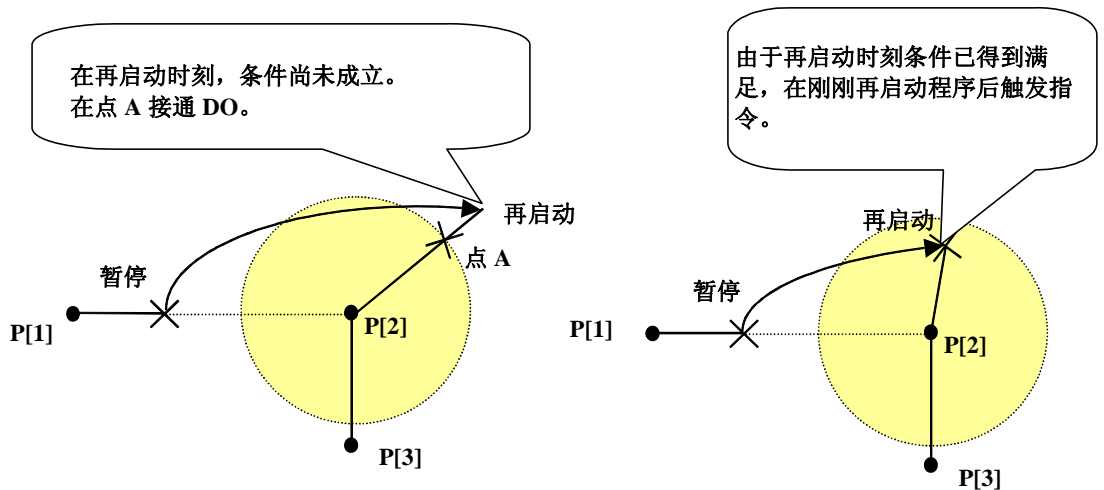 在再启动时刻，条件尚未成立。
在点 A 接通 DO。
再启动
点 A
暂停
P[1]
P[2]
P[3]
由于再启动时刻条件已得到满
足，在刚刚再启动程序后触发指
令。
再启动
暂停
P[1]
P[2]
P[3]